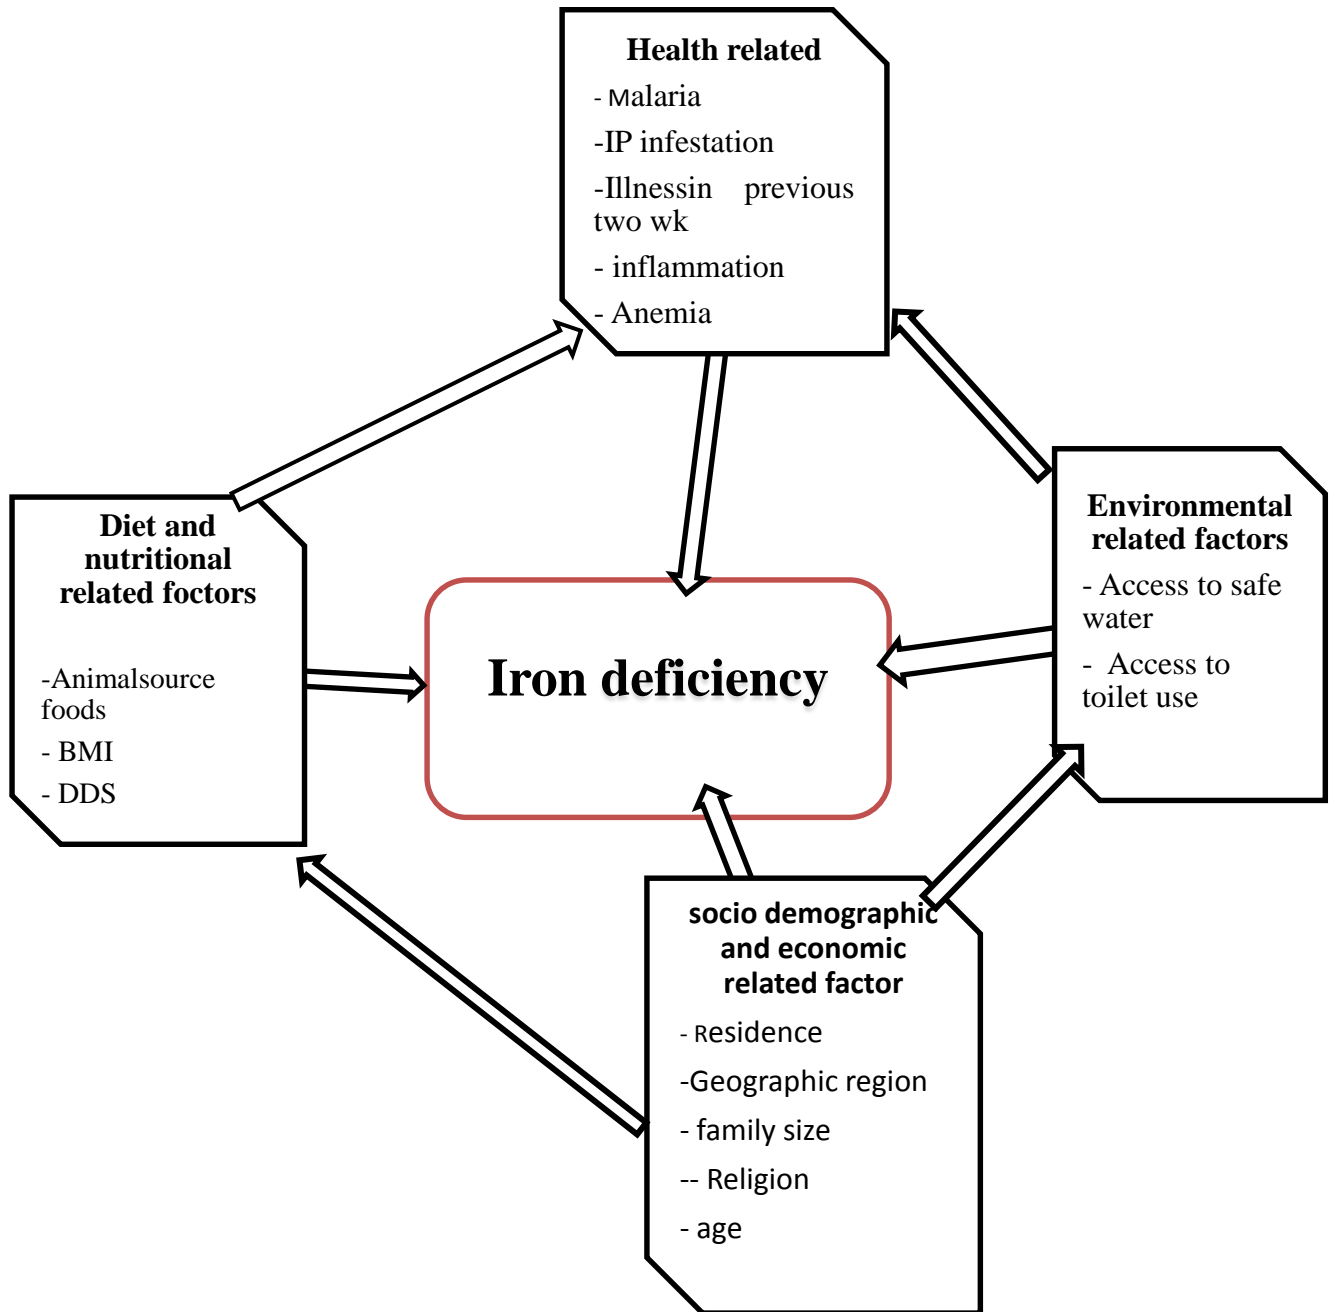 Health related
- Malaria
-IP infestation
-Illnessin previous
two wk
- inflammation
- Anemia
Diet and
nutritional
related foctors
-Animalsource
foods
- BMI
- DDS
Iron deficiency
Environmental
related factors
- Access to safe
water
- Access to
toilet use
socio demographic
and economic
related factor
- Residence
-Geographic region
- family size
-- Religion
- age